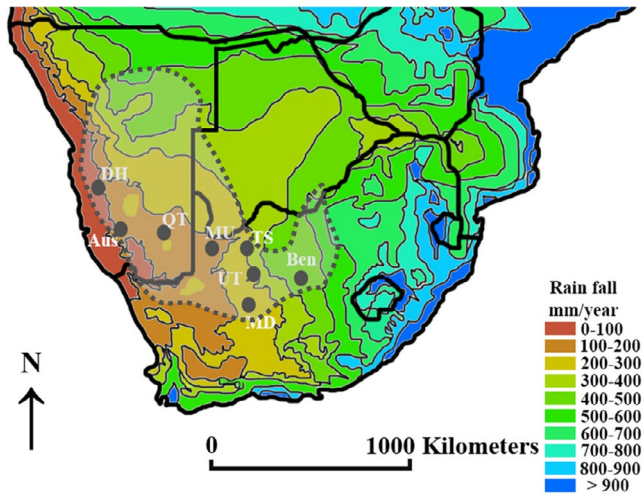 DH
Aus
QT
MU
TS
UT
Ben
MD
N
0 1000 Kilometers
Rain fall
mm/year
0-100
100-200
200-300
300-400
400-500
500-600
600-700
700-800
800-900
> 900